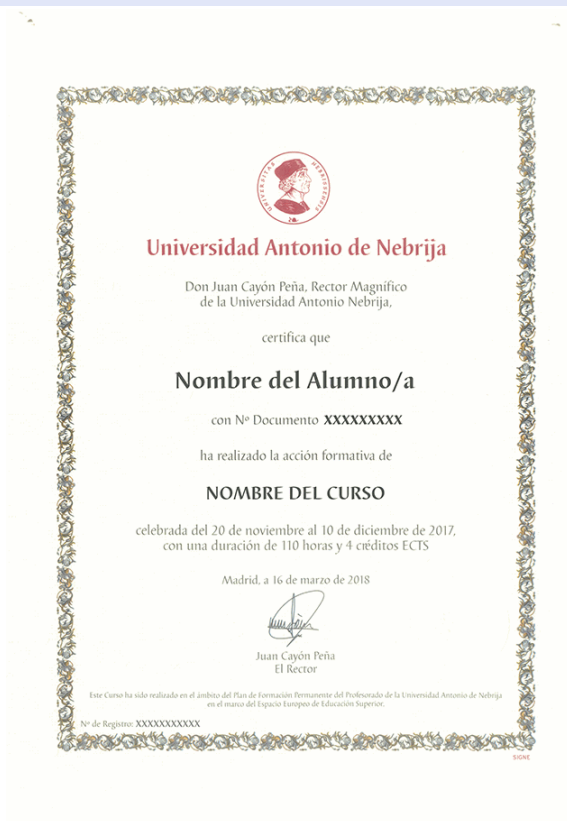 UNIVERSITAS NEBRISSENSIS
Universidad Antonio de Nebrija
Don Juan Cayón Peña, Rector Magnífico
de la Universidad Antonio Nebrija,
certifica que
Nombre del Alumno/a
con Nº Documento XXXXXXXXX
ha realizado la acción formativa de
NOMBRE DEL CURSO
celebrada del 20 de noviembre al 10 de diciembre de 2017,
con una duración de 110 horas y 4 créditos ECTS
Madrid, a 16 de marzo de 2018
Juan Cayón Peña
El Rector
Este Curso ha sido realizado en el ámbito del Plan de Formación Permanente del Profesorado de la Universidad Antonio de Nebrija
en el marco del Espacio Europeo de Educación Superior.
Nº de Registro: XXXXXXXXXXX
SIGNE